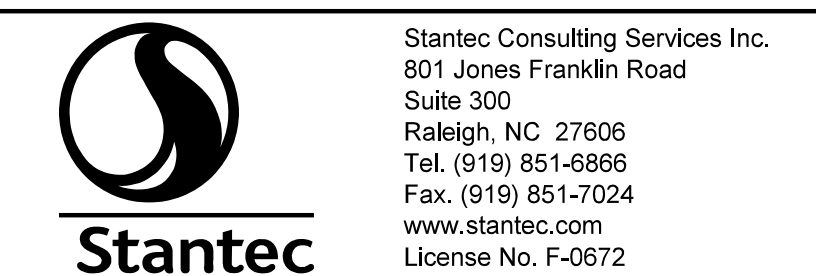 Stantec
Stantec Consulting Services Inc.
801 Jones Franklin Road
Suite 300
Raleigh, NC  27606
Tel. (919) 851-6866
Fax. (919) 851-7024
www.stantec.com
License No. F-0672